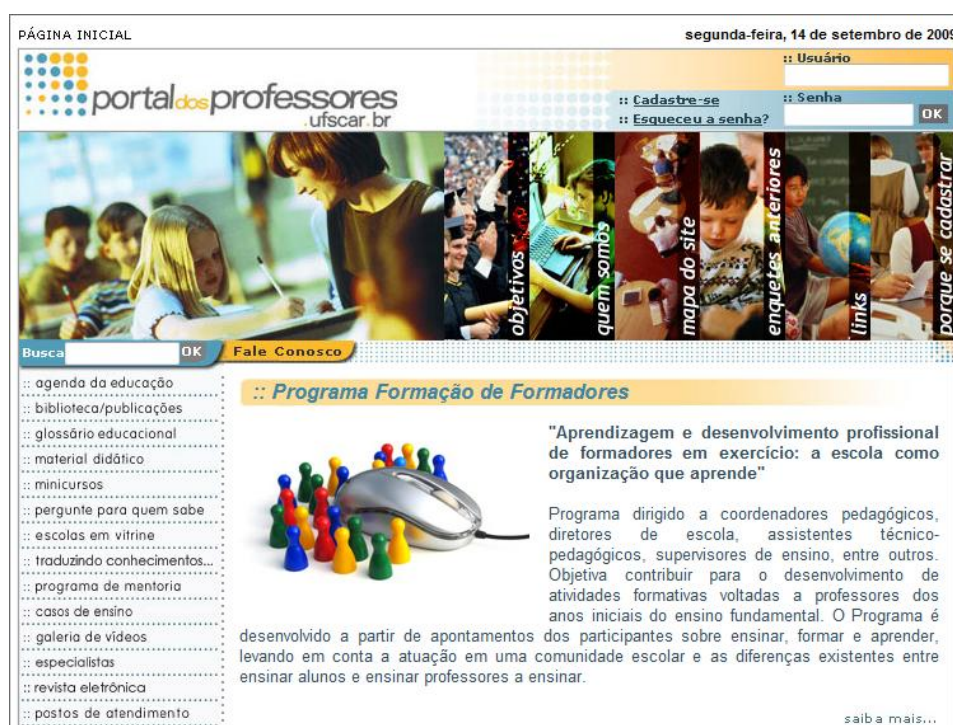 PÁGINA INICIAL
segunda-feira, 14 de setembro de 2009
:: Usuário
portaldosprofessores
.ufscar.br
:: Cadastre-se
:: Senha
:: Esqueceu a senha?
OK
objetivos
quem somos
mapa do site
enquetes anteriores
links
porque se cadastrar
Busca
OK
Fale Conosco
:: agenda da educação
:: biblioteca/publicações
:: glossário educacional
:: material didático
:: minicursos
:: pergunte para quem sabe
:: escolas em vitrine
:: traduzindo conhecimentos...
:: programa de mentoria
:: casos de ensino
:: galeria de vídeos
:: especialistas
:: revista eletrônica
:: postos de atendimento
:: Programa Formação de Formadores
"Aprendizagem e desenvolvimento profissional
de formadores em exercício: a escola como
organização que aprende"
Programa dirigido a coordenadores pedagógicos,
diretores de escola, assistentes técnico-
pedagógicos, supervisores de ensino, entre outros.
Objetiva contribuir para o desenvolvimento de
atividades formativas voltadas a professores dos
anos iniciais do ensino fundamental. O Programa é
desenvolvido a partir de apontamentos dos participantes sobre ensinar, formar e aprender,
levando em conta a atuação em uma comunidade escolar e as diferenças existentes entre
ensinar alunos e ensinar professores a ensinar.
saiba mais...